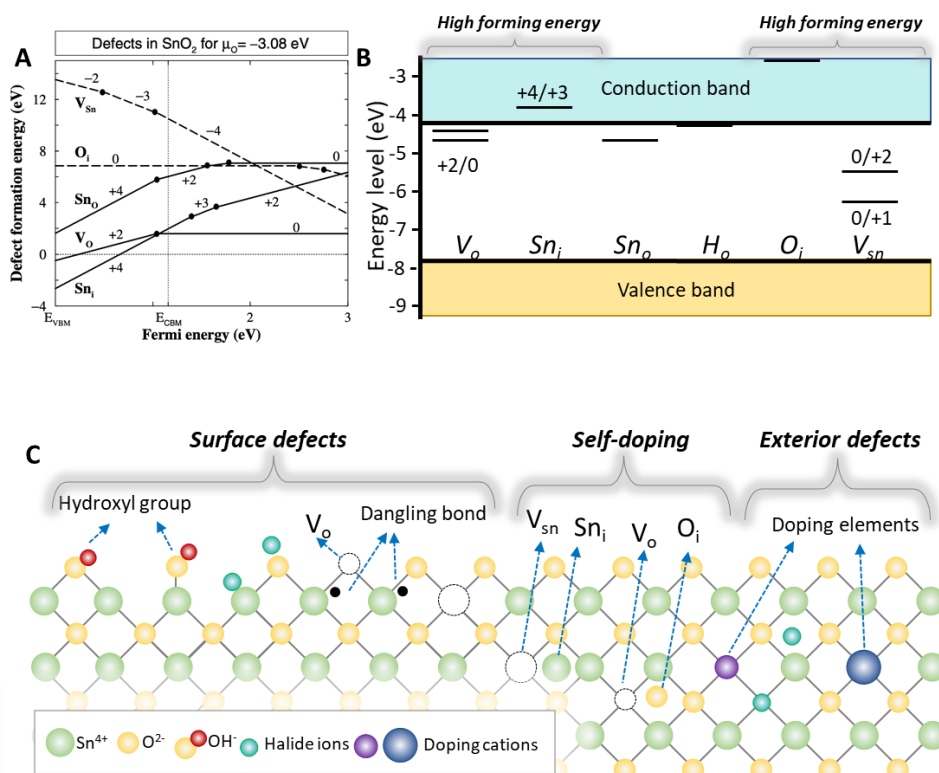 Defects in SnO₂ for μO = −3.08 eV
A
Defect formation energy (eV)
12
8
4
0
−4
−2
−3
−4
VSn
Oi
0
0
SnO
+4
+2
+3
+2
VO
+2
0
Sni
+4
EVBM
ECBM
2
3
Fermi energy (eV)
B
High forming energy
High forming energy
Energy level (eV)
-3
-4
-5
-6
-7
-8
-9
+4/+3
Conduction band
+2/0
0/+2
0/+1
Vo Sni Sno Ho Oi Vsn
Valence band
C
Surface defects
Self-doping
Exterior defects
Hydroxyl group
Vo
Dangling bond
Vsn
Sni
Vo
Oi
Doping elements
Sn⁴⁺ O²⁻ OH⁻ Halide ions Doping cations